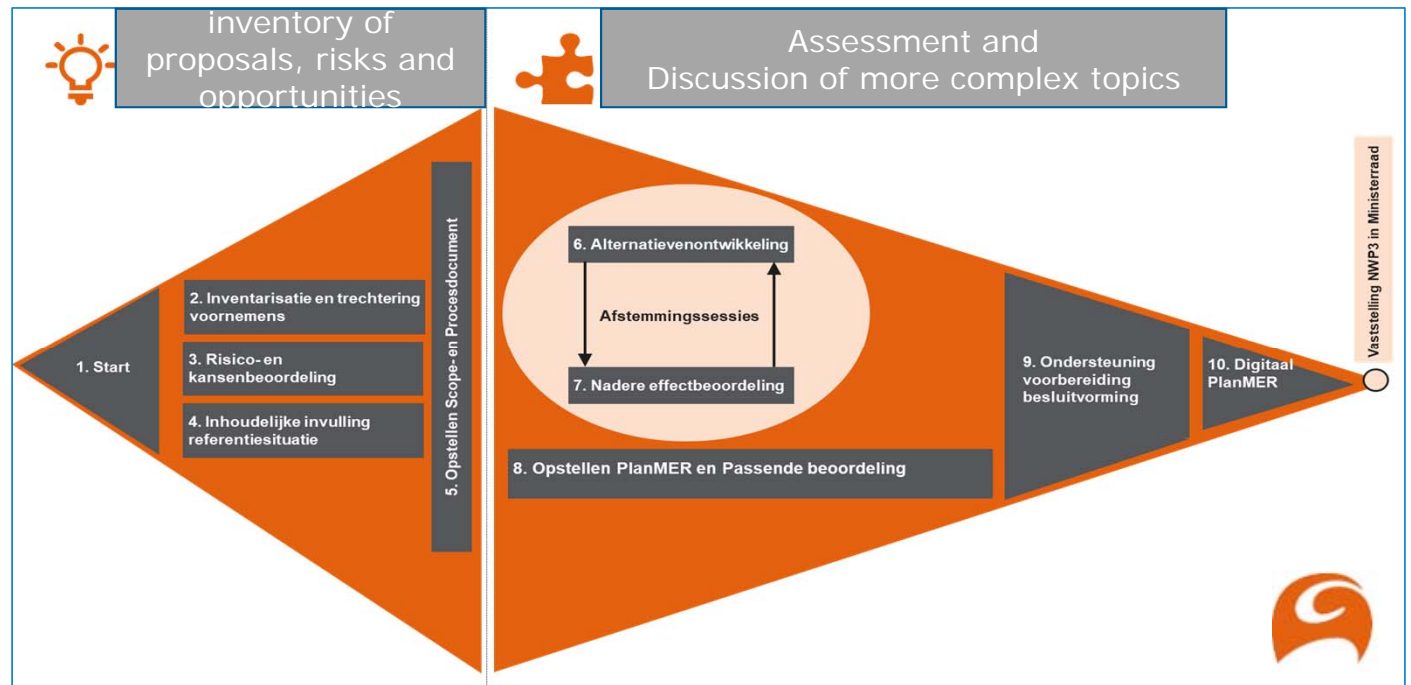 inventory of
proposals, risks and
opportunities
Assessment and
Discussion of more complex topics
1. Start
2. Inventarisatie en trechtering
voornemens
3. Risico- en
kansenbeoordeling
4. Inhoudelijke invulling
referentiesituatie
5. Opstellen Scope-en Procesdocument
6. Alternatievenontwikkeling
Afstemmingssessies
7. Nadere effectbeoordeling
8. Opstellen PlanMER en Passende beoordeling
9. Ondersteuning
voorbereiding
besluitvorming
10. Digitaal
PlanMER
Vaststelling NWP3 in Ministerraad